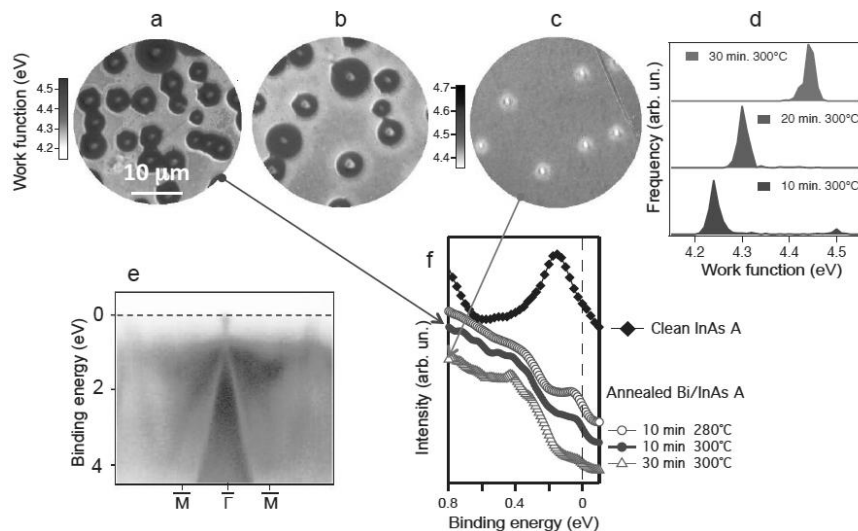 a
b
c
d
Work function (eV)
4.5
4.4
4.3
4.2
10 µm
4.7
4.6
4.5
4.4
Frequency (arb. un.)
30 min. 300°C
20 min. 300°C
10 min. 300°C
4.2 4.3 4.4 4.5
Work function (eV)
e
Binding energy (eV)
0
2
4
M̅ Γ̅ M̅
f
Intensity (arb. un.)
0.8 0.4 0
Binding energy (eV)
Clean InAs A
Annealed Bi/InAs A
10 min 280°C
10 min 300°C
30 min 300°C